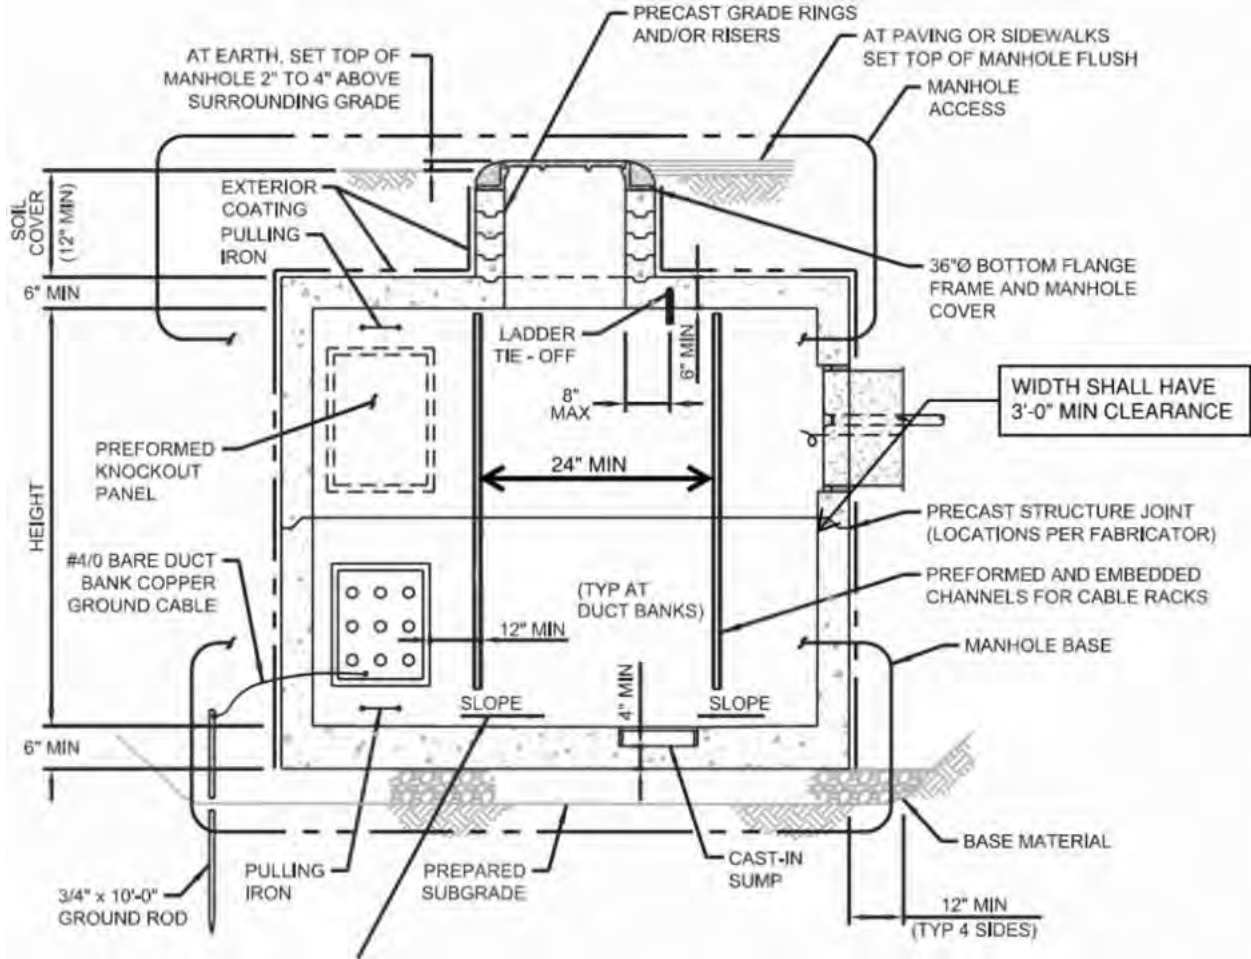 PRECAST GRADE RINGS
AND/OR RISERS
AT EARTH, SET TOP OF
MANHOLE 2" TO 4" ABOVE
SURROUNDING GRADE
AT PAVING OR SIDEWALKS
SET TOP OF MANHOLE FLUSH
MANHOLE
ACCESS
SOIL
COVER
(12" MIN)
EXTERIOR
COATING
PULLING
IRON
6" MIN
36"Ø BOTTOM FLANGE
FRAME AND MANHOLE
COVER
LADDER
TIE - OFF
6" MIN
8"
MAX
WIDTH SHALL HAVE
3'-0" MIN CLEARANCE
PREFORMED
KNOCKOUT
PANEL
24" MIN
HEIGHT
PRECAST STRUCTURE JOINT
(LOCATIONS PER FABRICATOR)
#4/0 BARE DUCT
BANK COPPER
GROUND CABLE
(TYP AT
DUCT BANKS)
PREFORMED AND EMBEDDED
CHANNELS FOR CABLE RACKS
12" MIN
MANHOLE BASE
4" MIN
SLOPE
SLOPE
6" MIN
BASE MATERIAL
PULLING
IRON
PREPARED
SUBGRADE
CAST-IN
SUMP
3/4" x 10'-0"
GROUND ROD
12" MIN
(TYP 4 SIDES)